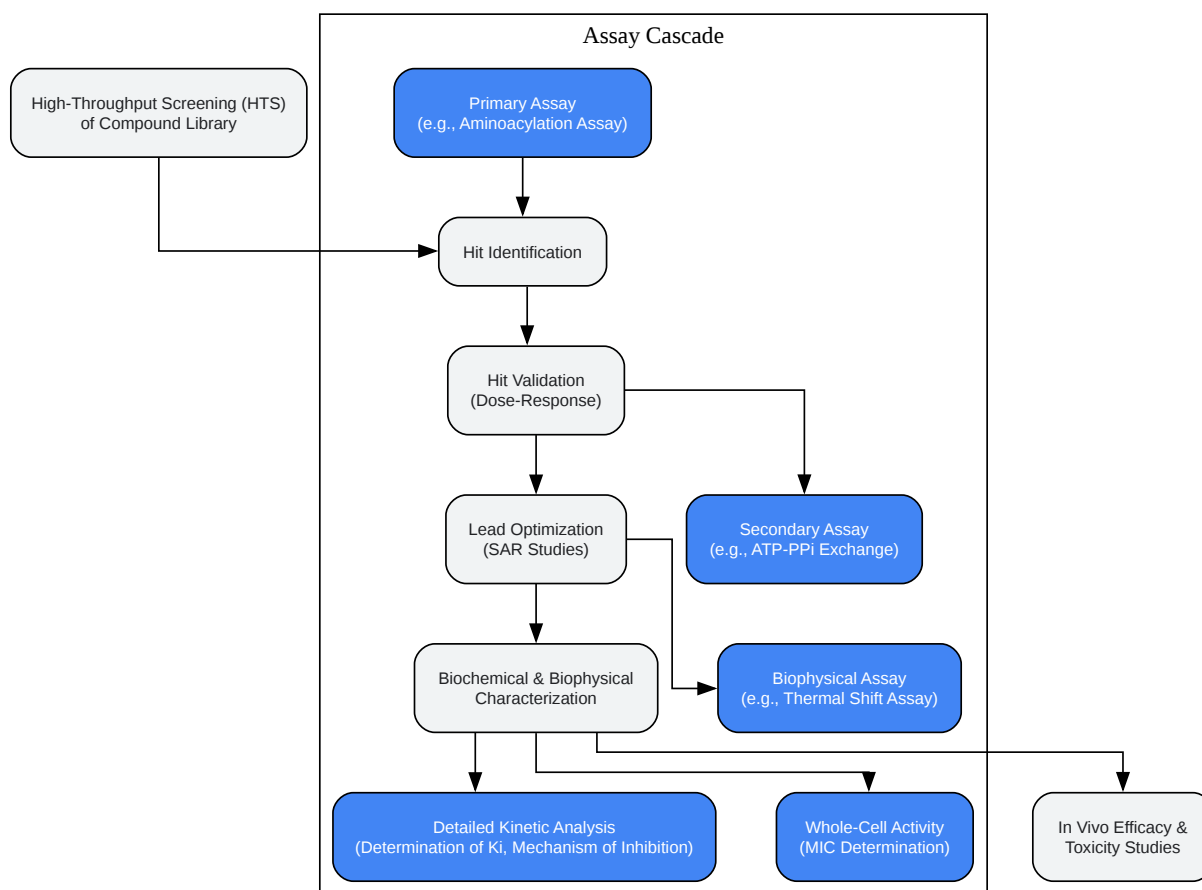 Assay Cascade
High-Throughput Screening (HTS)
of Compound Library
Primary Assay
(e.g., Aminoacylation Assay)
Hit Identification
Hit Validation
(Dose-Response)
Lead Optimization
(SAR Studies)
Secondary Assay
(e.g., ATP-PPi Exchange)
Biochemical & Biophysical
Characterization
Biophysical Assay
(e.g., Thermal Shift Assay)
Detailed Kinetic Analysis
(Determination of Ki, Mechanism of Inhibition)
Whole-Cell Activity
(MIC Determination)
In Vivo Efficacy &
Toxicity Studies